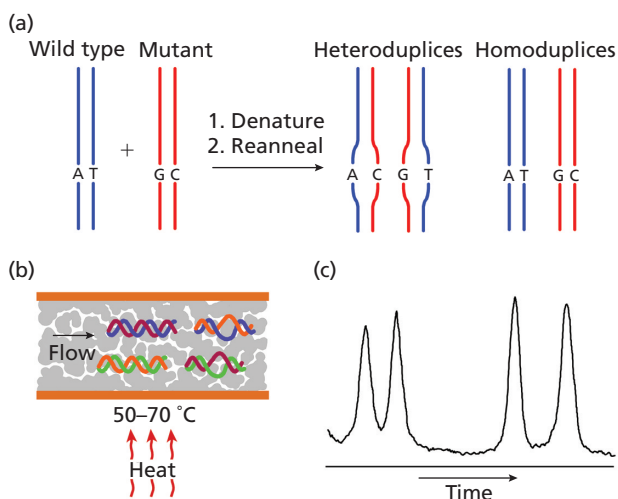 (a)
Wild type Mutant Heteroduplices Homoduplices
1. Denature
2. Reanneal
A T + G C A C G T A T G C
(b) (c)
Flow
50–70 °C
Heat
Time